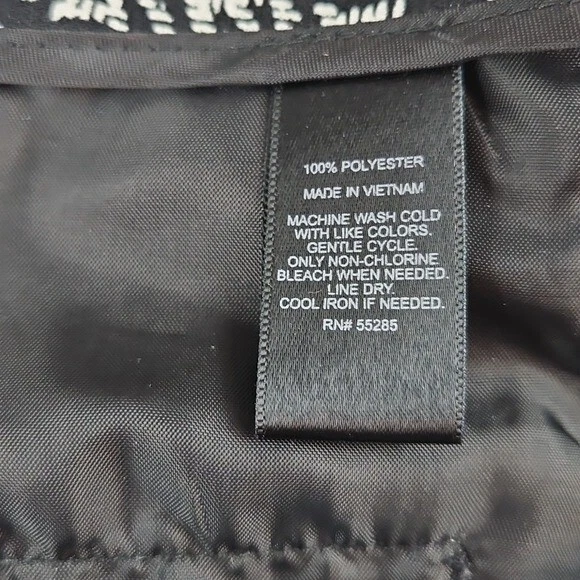 100% POLYESTER
MADE IN VIETNAM
MACHINE WASH COLD
WITH LIKE COLORS.
GENTLE CYCLE.
ONLY NON-CHLORINE
BLEACH WHEN NEEDED.
LINE DRY.
COOL IRON IF NEEDED.
RN# 55285